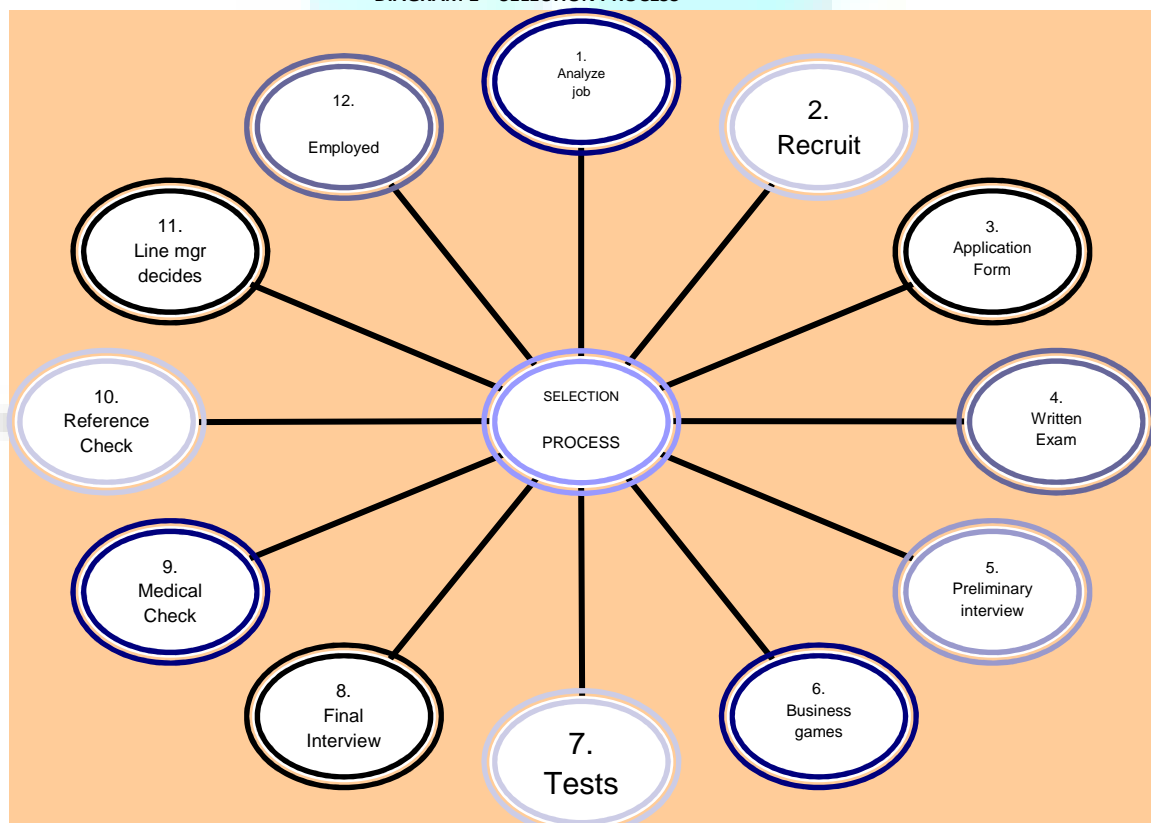 1.
Analyze
job
2.
Recruit
3.
Application
Form
4.
Written
Exam
5.
Preliminary
interview
6.
Business
games
7.
Tests
8.
Final
Interview
9.
Medical
Check
10.
Reference
Check
11.
Line mgr
decides
12.
Employed
SELECTION
PROCESS